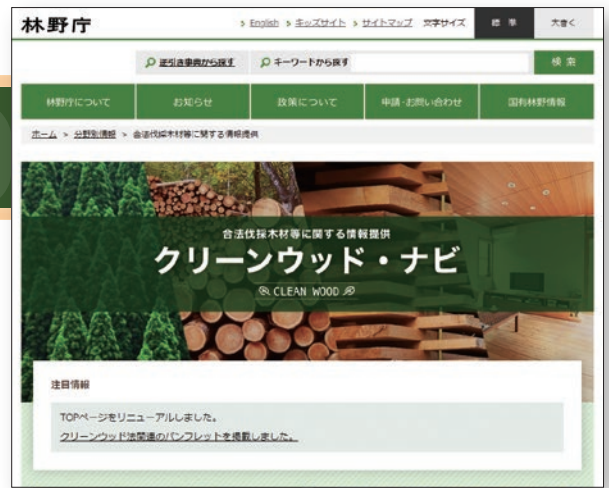 林野庁
English キッズサイト サイトマップ 文字サイズ 標準 大きく
逆引き事典から探す キーワードから探す 検索
林野庁について お知らせ 政策について 申請・お問い合わせ 国有林野情報
ホーム > 分野別情報 > 合法伐採木材等に関する情報提供
合法伐採木材等に関する情報提供
クリーンウッド・ナビ
CLEAN WOOD
注目情報
TOPページをリニューアルしました。
クリーンウッド法関連のパンフレットを掲載しました。